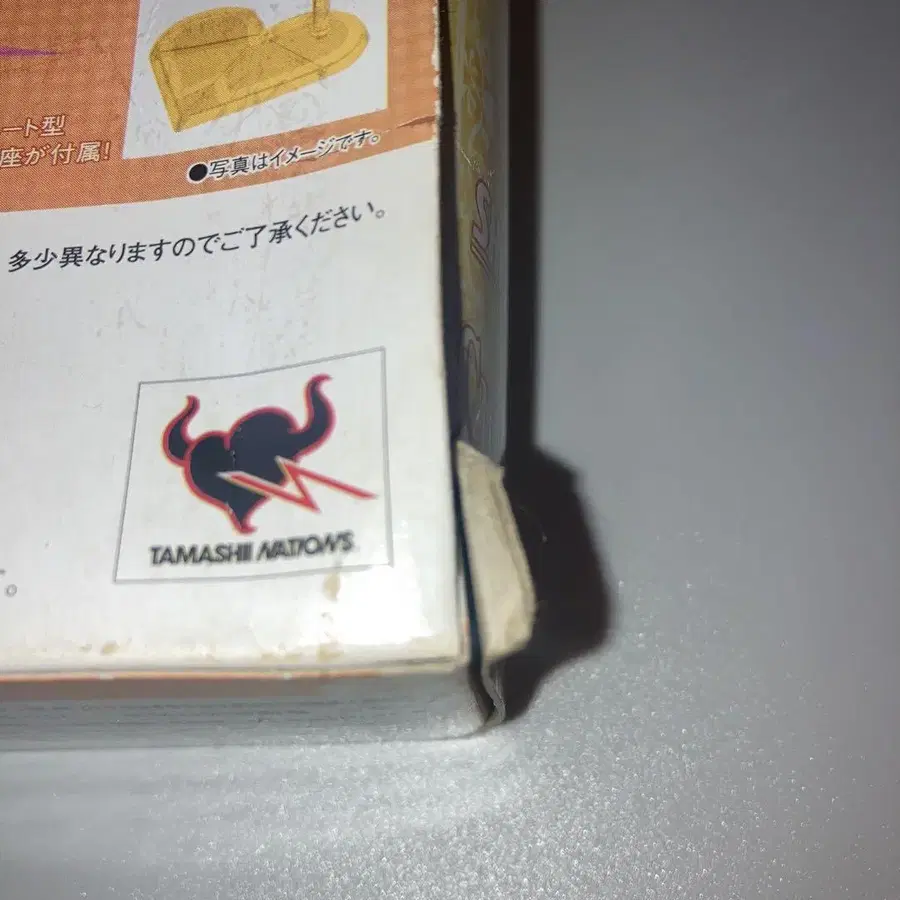 ート型
座が付属!
●写真はイメージです。
多少異なりますのでご了承ください。
TAMASHII NATIONS
。